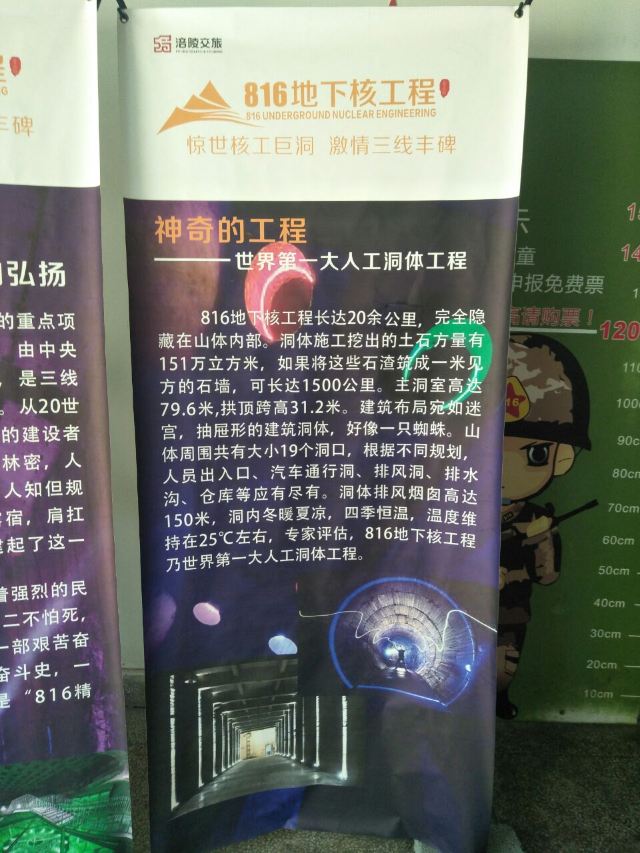 涪陵交旅
816地下核工程
816 UNDERGROUND NUCLEAR ENGINEERING
惊世核工巨洞 激情三线丰碑
神奇的工程
——世界第一大人工洞体工程
816地下核工程长达20余公里，完全隐
藏在山体内部。洞体施工挖出的土石方量有
151万立方米，如果将这些石渣筑成一米见
方的石墙，可长达1500公里。主洞室高达
79.6米,拱顶跨高31.2米。建筑布局宛如迷
宫，抽屉形的建筑洞体，好像一只蜘蛛。山
体周围共有大小19个洞口，根据不同规划，
人员出入口、汽车通行洞、排风洞、排水
沟、仓库等应有尽有。洞体排风烟囱高达
150米，洞内冬暖夏凉，四季恒温，温度维
持在25℃左右，专家评估，816地下核工程
乃世界第一大人工洞体工程。
程
丰碑
弘扬
的重点项
由中央
，是三线
。从20世
的建设者
林密，人
人知但规
宿，肩扛
起了这一
着强烈的民
二不怕死，
一部艰苦奋
奋斗史，一
是“816精
童
申报免费票
请购票！
120
16
80cm
70cm
60cm
50cm
40cm
30cm
20cm
10cm